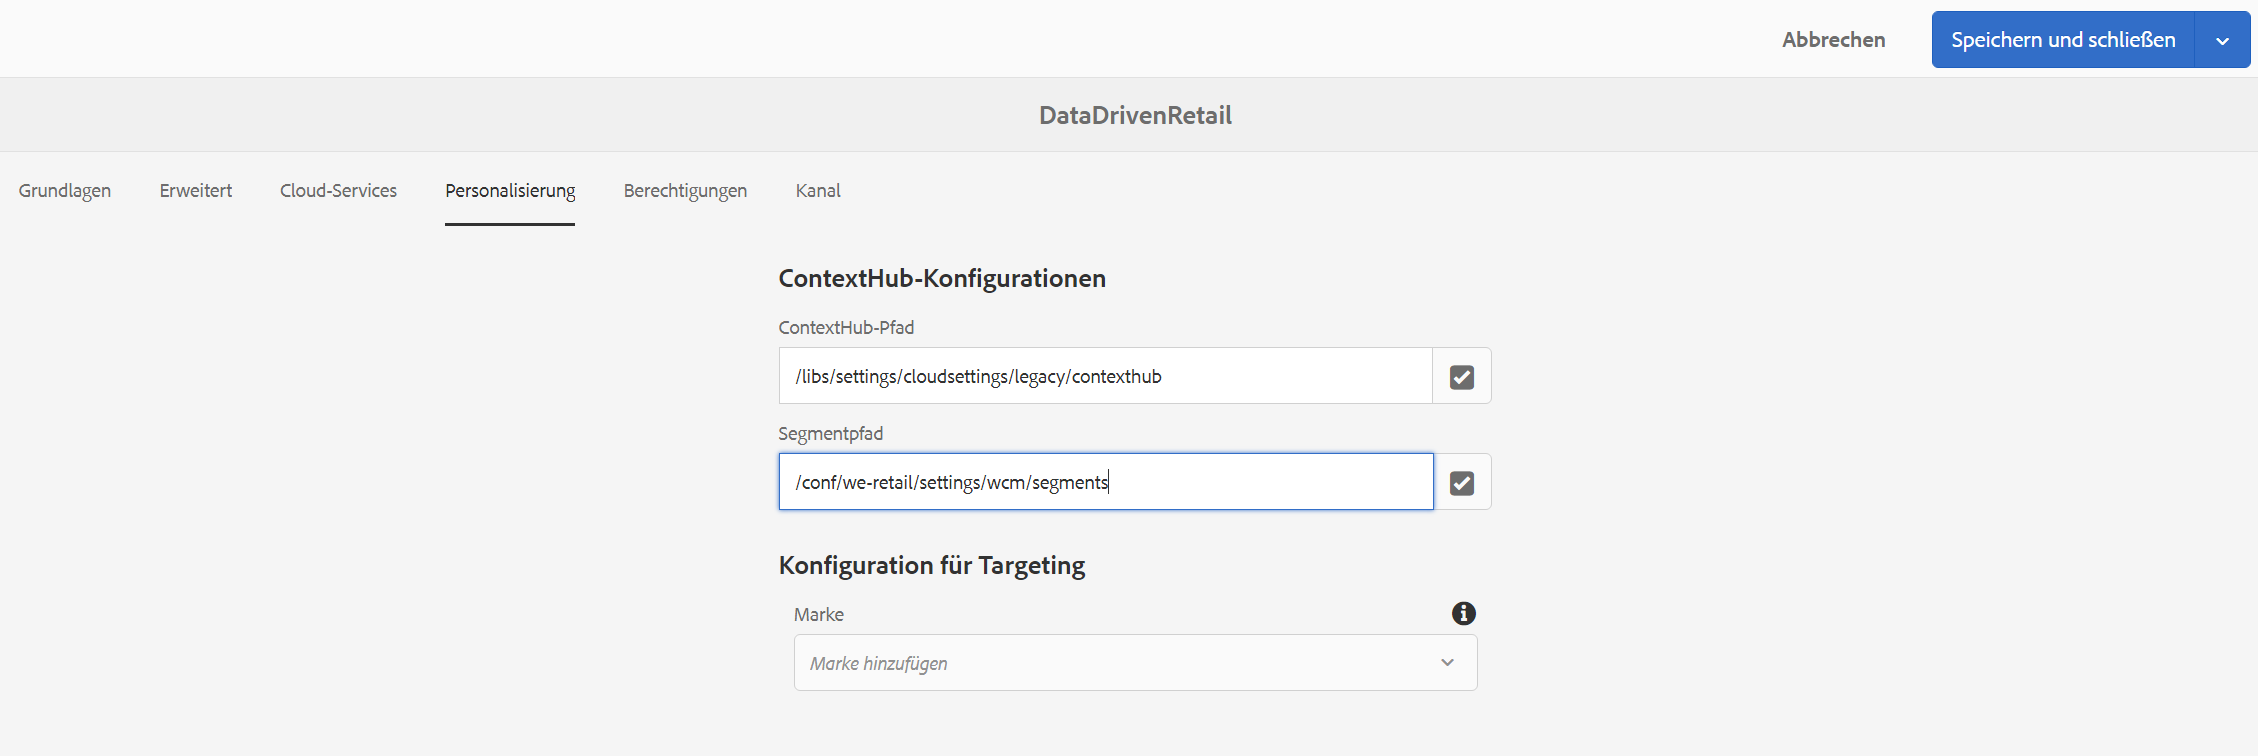 Abbrechen
Speichern und schließen
DataDrivenRetail
Grundlagen Erweitert Cloud-Services Personalisierung Berechtigungen Kanal
ContextHub-Konfigurationen
ContextHub-Pfad
/libs/settings/cloudsettings/legacy/contexthub
Segmentpfad
/conf/we-retail/settings/wcm/segments
Konfiguration für Targeting
Marke
Marke hinzufügen